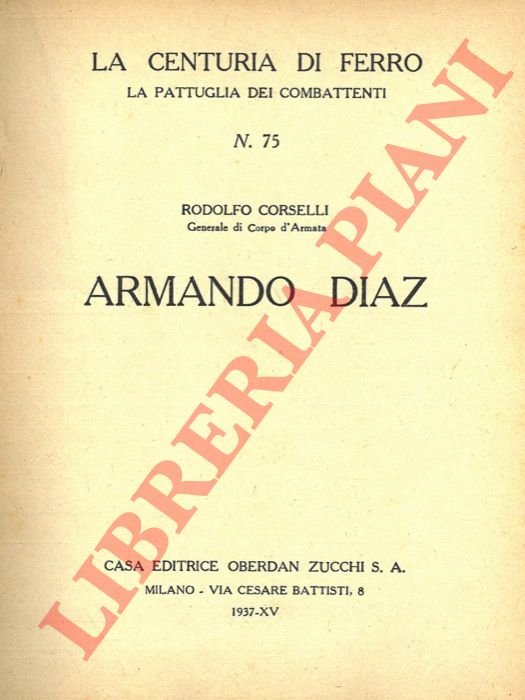 LA CENTURIA DI FERRO
LA PATTUGLIA DEI COMBATTENTI
N. 75
RODOLFO CORSELLI
Generale di Corpo d'Armata
ARMANDO DIAZ
CASA EDITRICE OBERDAN ZUCCHI S. A.
MILANO - VIA CESARE BATTISTI, 8
1937-XV
LIBRERIA PIANI